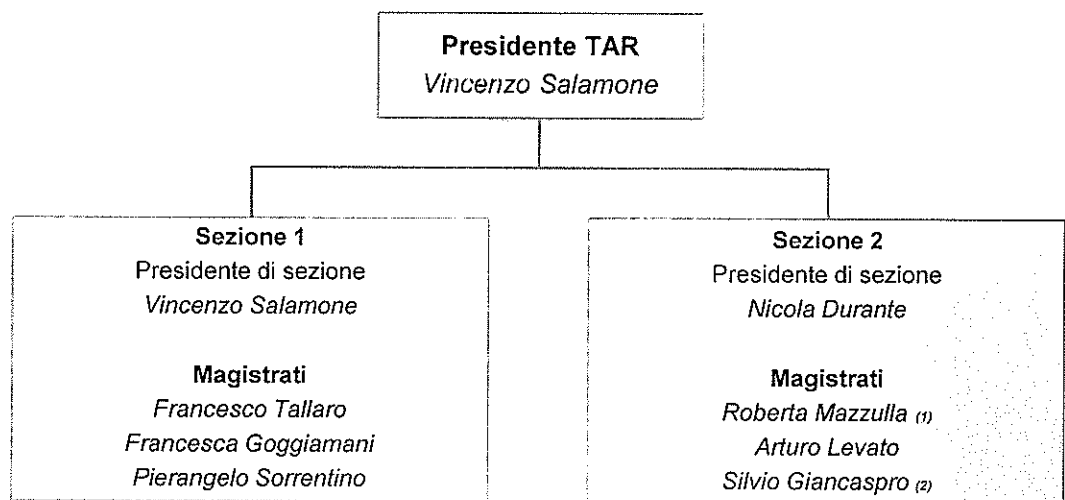 Presidente TAR
Vincenzo Salamone
Sezione 1
Presidente di sezione
Vincenzo Salamone
Magistrati
Francesco Tallaro
Francesca Goggiamani
Pierangelo Sorrentino
Sezione 2
Presidente di sezione
Nicola Durante
Magistrati
Roberta Mazzulla (1)
Arturo Levato
Silvio Giancaspro (2)